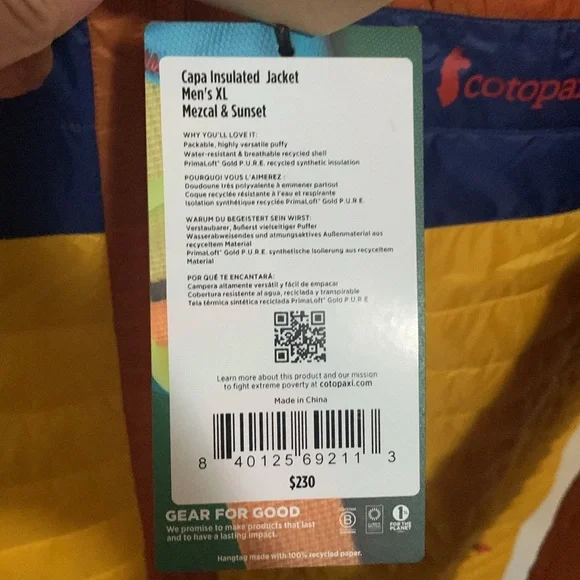 Capa Insulated Jacket
Men's XL
Mezcal & Sunset
WHY YOU'LL LOVE IT:
Packable, highly versatile puffy
Water-resistant & breathable recycled shell
PrimaLoft® Gold P.U.R.E. recycled synthetic insulation
POURQUOI VOUS L'AIMEREZ :
Doudoune très polyvalente à emmener partout
Coque recyclée résistante à l'eau et respirante
Isolation synthétique recyclée PrimaLoft® Gold P.U.R.E.
WARUM DU BEGEISTERT SEIN WIRST:
Verstaubarer, äußerst vielseitiger Puffer
Wasserabweisendes und atmungsaktives Außenmaterial aus
recyceltem Material
PrimaLoft® Gold P.U.R.E. synthetische Isolierung aus recyceltem
Material
POR QUÉ TE ENCANTARÁ:
Campera altamente versátil y fácil de empacar
Cobertura resistente al agua, reciclada y transpirable
Tela térmica sintética reciclada PrimaLoft® Gold P.U.R.E
Learn more about this product and our mission
to fight extreme poverty at cotopaxi.com
Made in China
8 40125 69211 3
$230
GEAR FOR GOOD
We promise to make products that last
and to have a lasting impact.
B
1%
FOR THE
PLANET
Hangtag made with 100% recycled paper.
cotopax